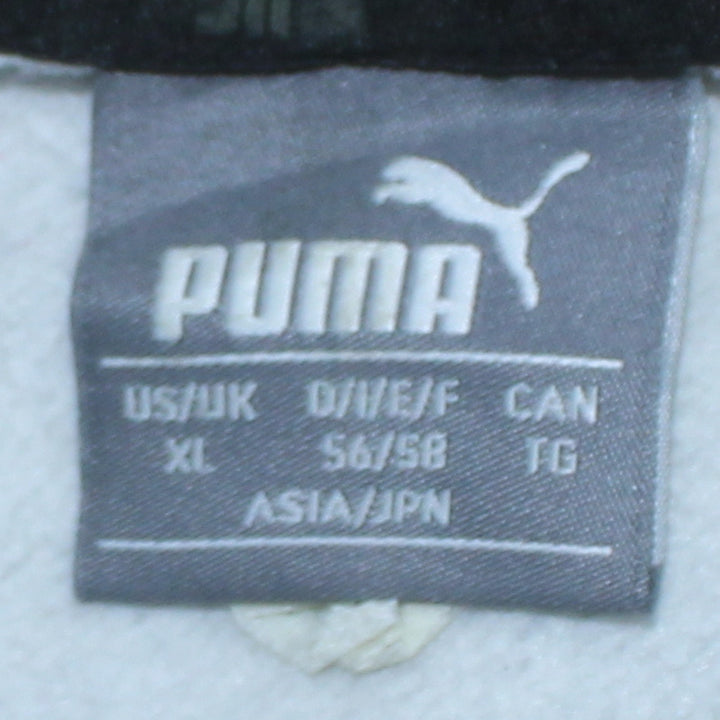 PUMA
US/UK D/I/E/F CAN
XL 56/58 TG
ASIA/JPN